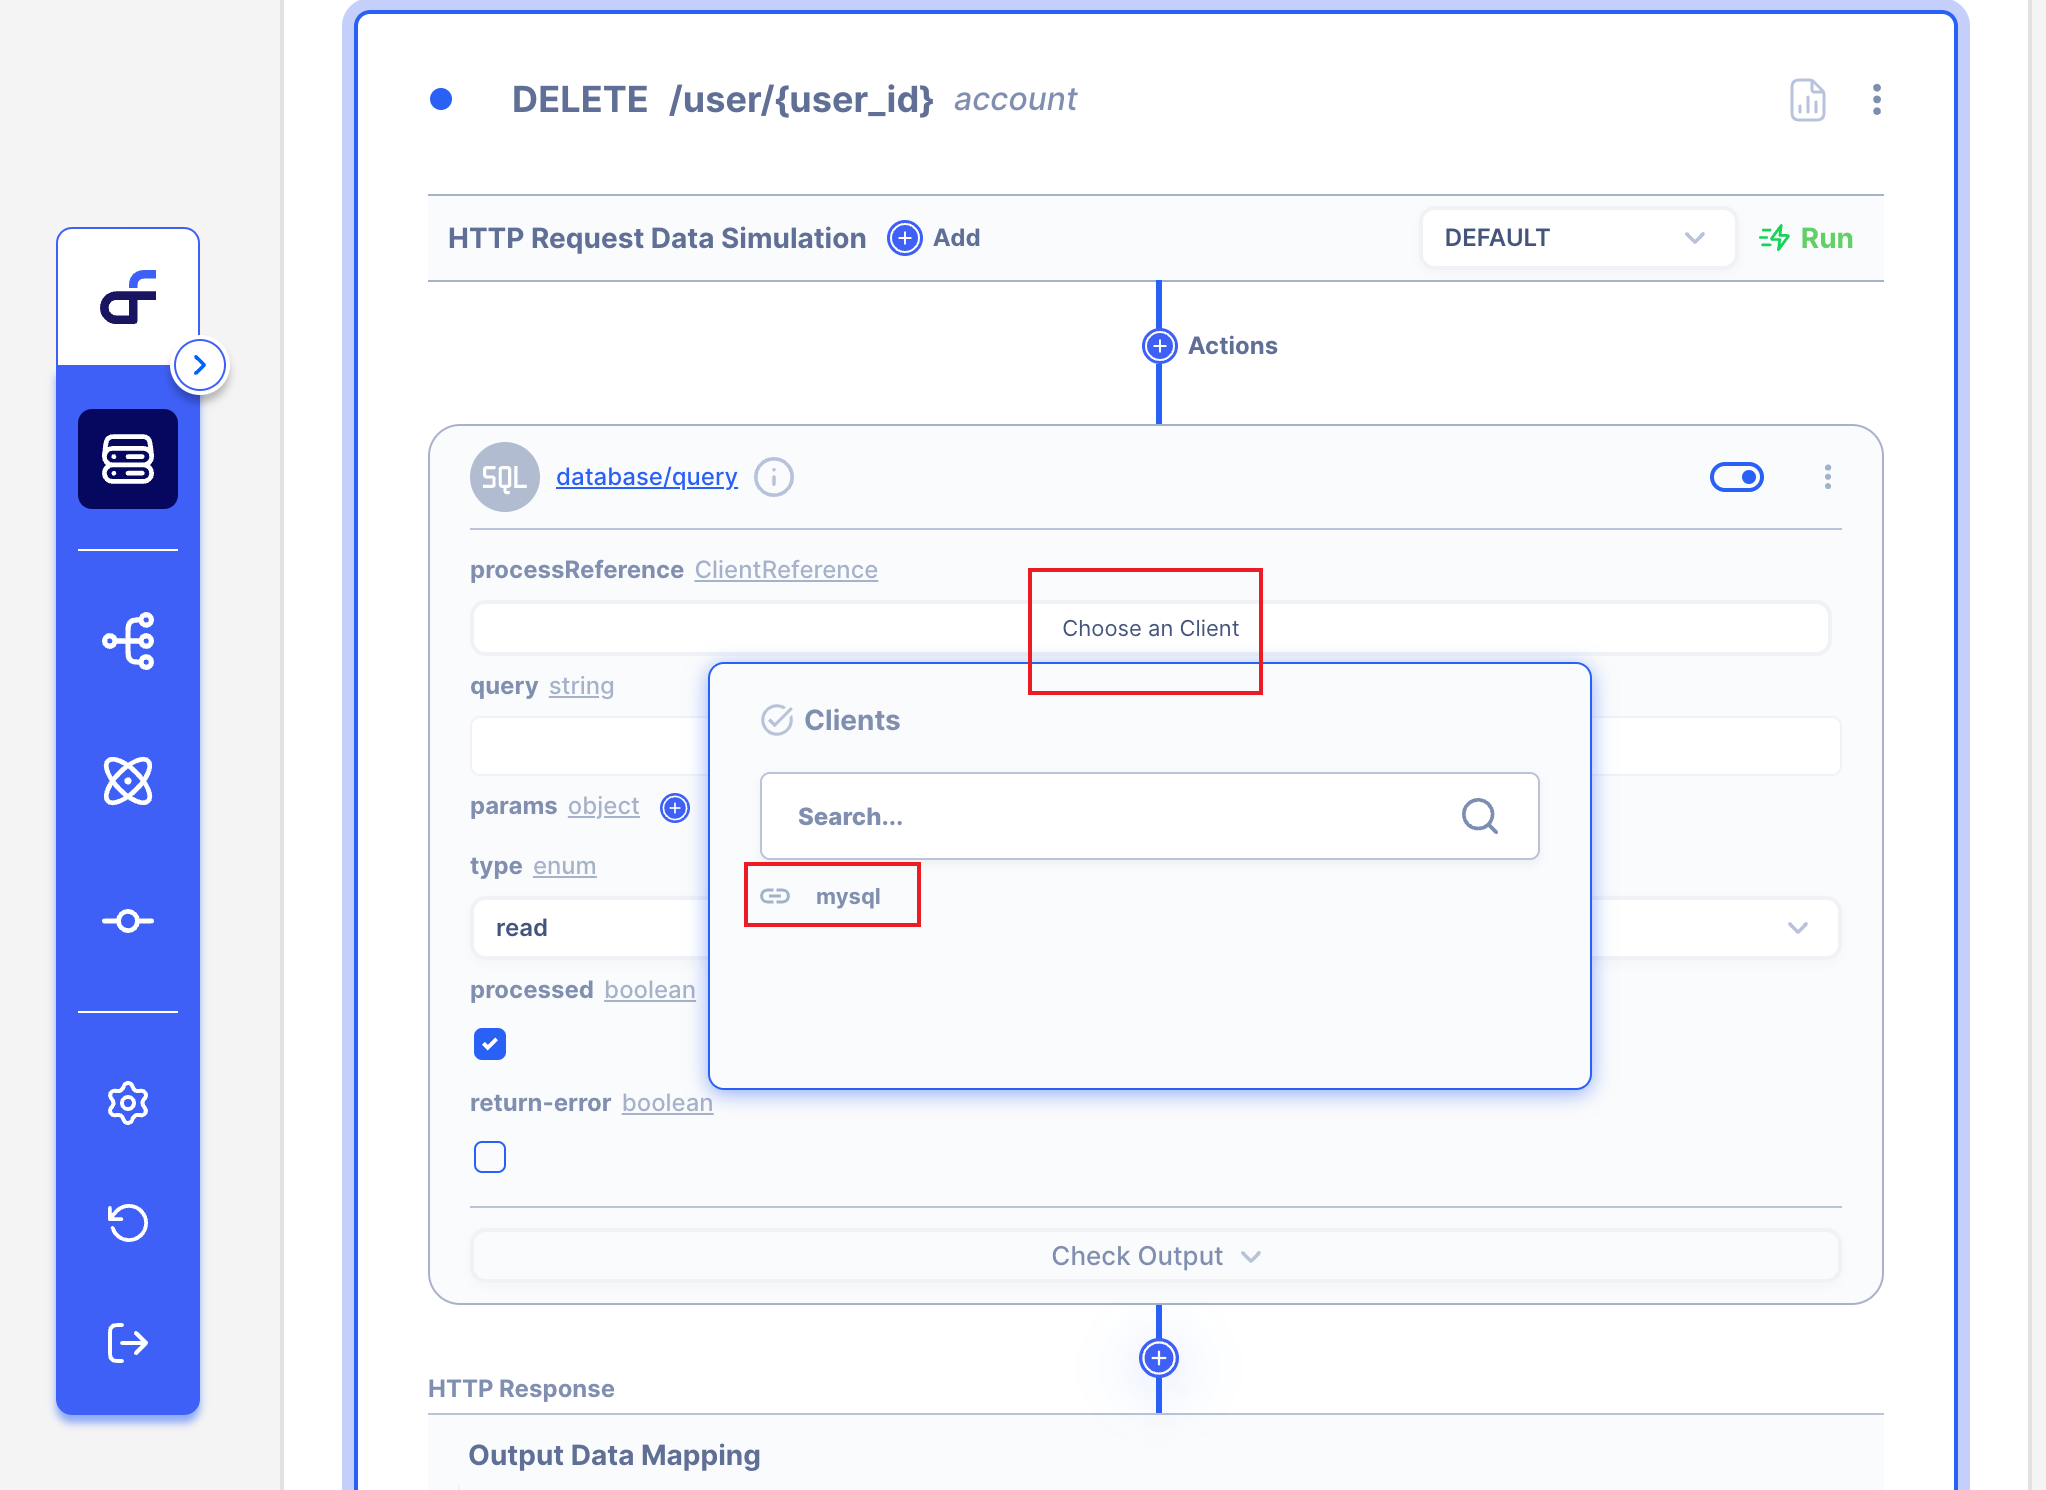 DELETE /user/{user_id} account
HTTP Request Data Simulation Add DEFAULT Run
Actions
SQL database/query
processReference ClientReference
Choose an Client
query string
Clients
Search...
params object
type enum
mysql
read
processed boolean
return-error boolean
Check Output
HTTP Response
Output Data Mapping